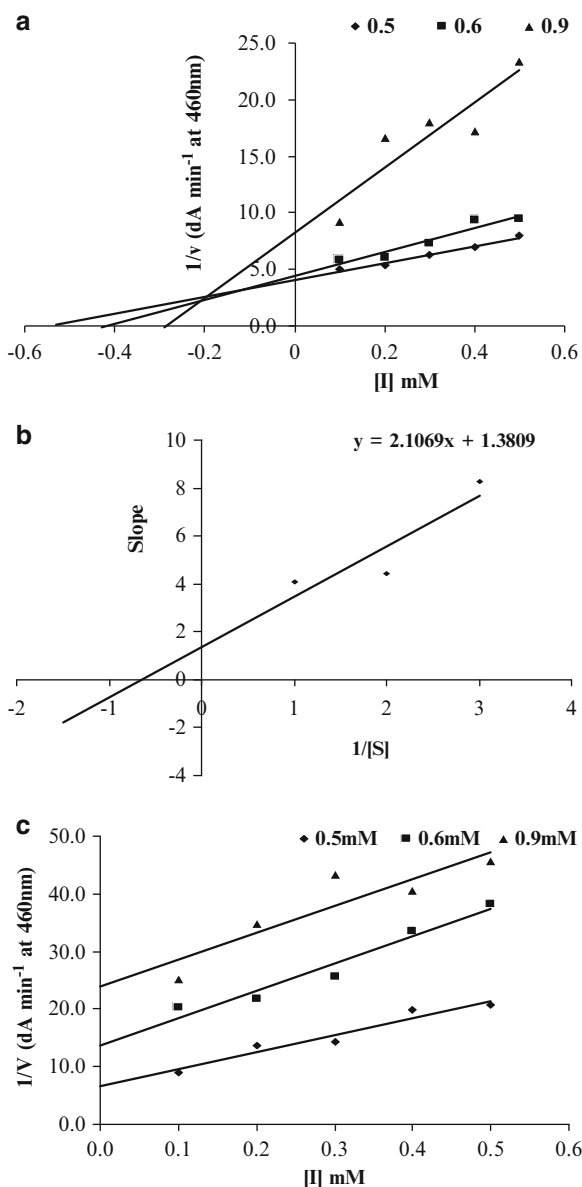 a
0.5 0.6 0.9
25.0
20.0
15.0
10.0
5.0
0.0
1/v (dA min⁻¹ at 460nm)
-0.6 -0.4 -0.2 0 0.2 0.4 0.6
[I] mM
b
y = 2.1069x + 1.3809
10
8
6
4
2
0
-2
-4
Slope
-2 -1 0 1 2 3 4
1/[S]
c
0.5mM 0.6mM 0.9mM
50.0
40.0
30.0
20.0
10.0
0.0
1/V (dA min⁻¹ at 460nm)
0.0 0.1 0.2 0.3 0.4 0.5 0.6
[I] mM